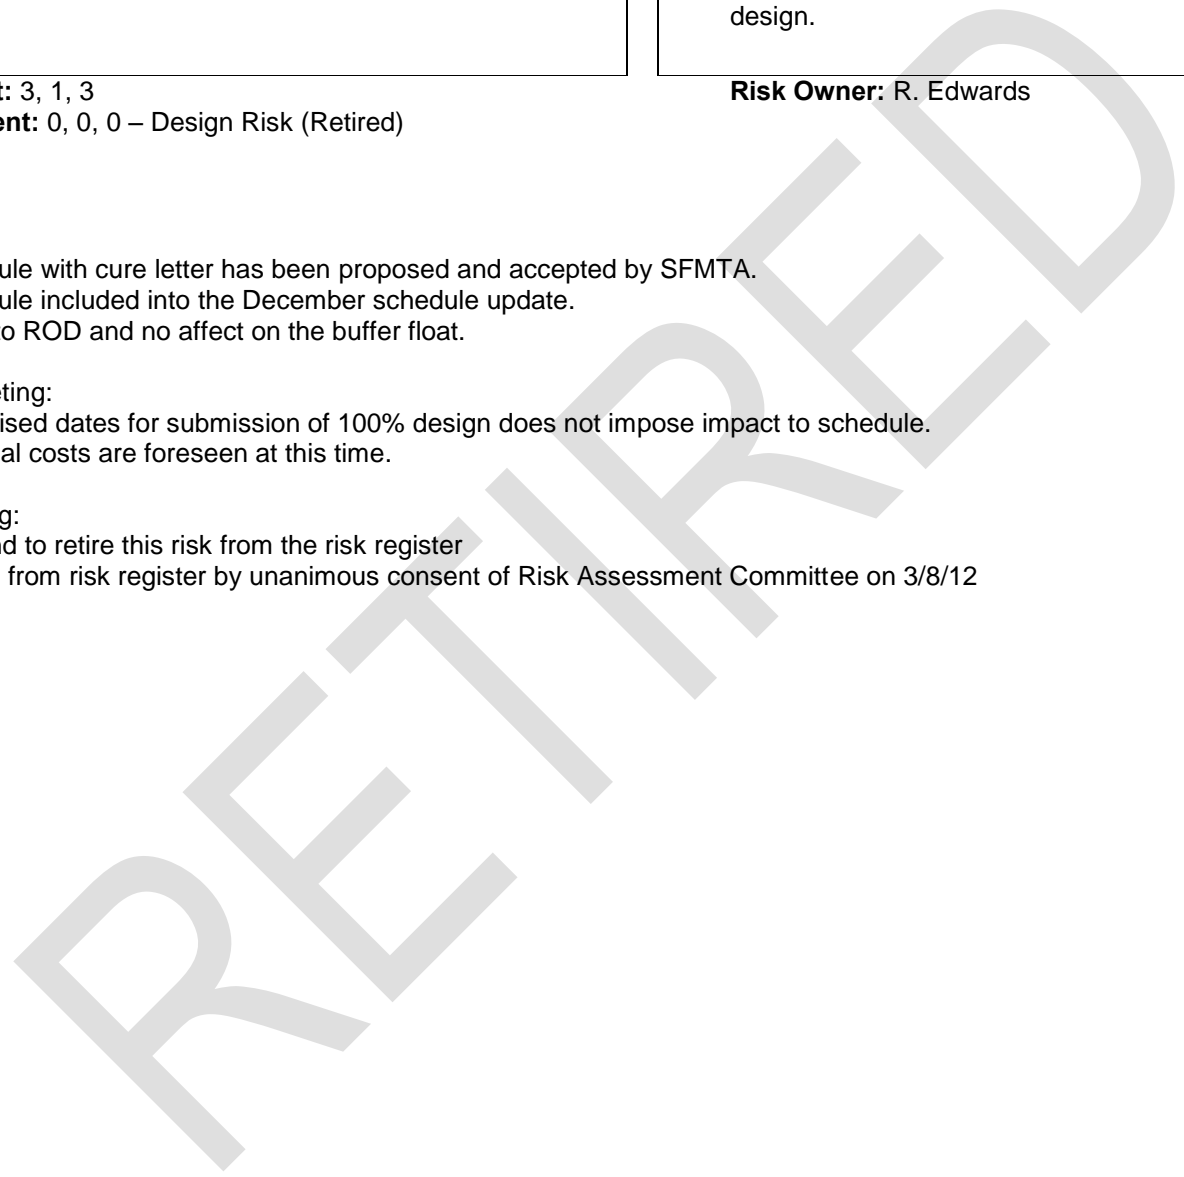 design.
t: 3, 1, 3
Risk Owner: R. Edwards
ent: 0, 0, 0 – Design Risk (Retired)
ule with cure letter has been proposed and accepted by SFMTA.
ule included into the December schedule update.
to ROD and no affect on the buffer float.
eting:
ised dates for submission of 100% design does not impose impact to schedule.
al costs are foreseen at this time.
g:
d to retire this risk from the risk register
from risk register by unanimous consent of Risk Assessment Committee on 3/8/12
RETIRED